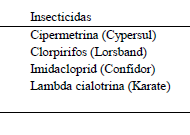 Insecticidas
Cipermetrina (Cypersul)
Clorpirifos (Lorsband)
Imidacloprid (Confidor)
Lambda cialotrina (Karate)